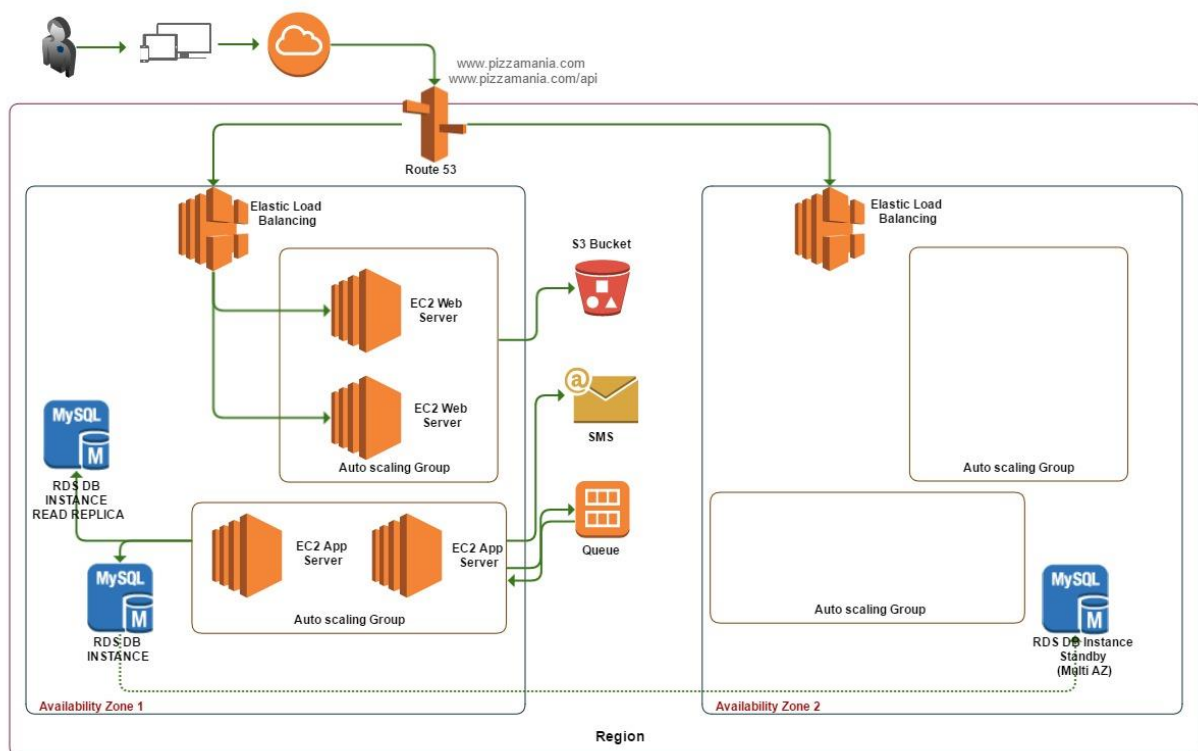 www.pizzamania.com
www.pizzamania.com/api
Route 53
Elastic Load
Balancing
EC2 Web
Server
EC2 Web
Server
Auto scaling Group
S3 Bucket
@
SMS
Queue
MySQL
M
RDS DB
INSTANCE
READ REPLICA
EC2 App
Server
EC2 App
Server
Auto scaling Group
MySQL
M
RDS DB
INSTANCE
Availability Zone 1
Elastic Load
Balancing
Auto scaling Group
Auto scaling Group
MySQL
M
RDS DB Instance
Standby
(Multi AZ)
Availability Zone 2
Region